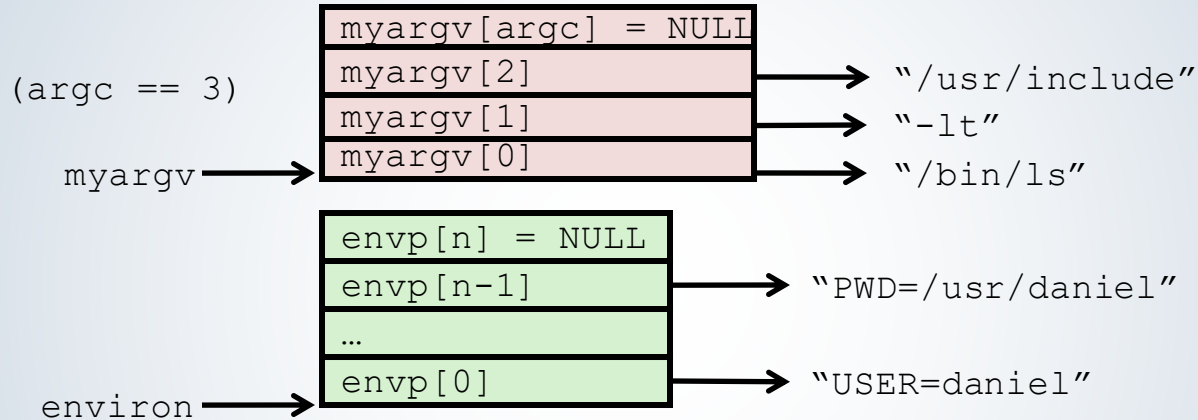 myargv[argc] = NULL
(argc == 3)
myargv[2]
“/usr/include”
myargv[1]
“-lt”
myargv
myargv[0]
“/bin/ls”
envp[n] = NULL
envp[n-1]
“PWD=/usr/daniel”
…
envp[0]
“USER=daniel”
environ